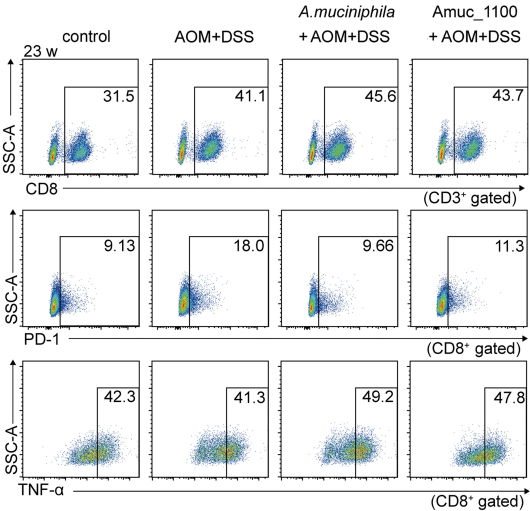 A.muciniphila Amuc_1100
control AOM+DSS + AOM+DSS + AOM+DSS
23 w
31.5 41.1 45.6 43.7
SSC-A
CD8
(CD3⁺ gated)
9.13 18.0 9.66 11.3
SSC-A
PD-1
(CD8⁺ gated)
42.3 41.3 49.2 47.8
SSC-A
TNF-α
(CD8⁺ gated)